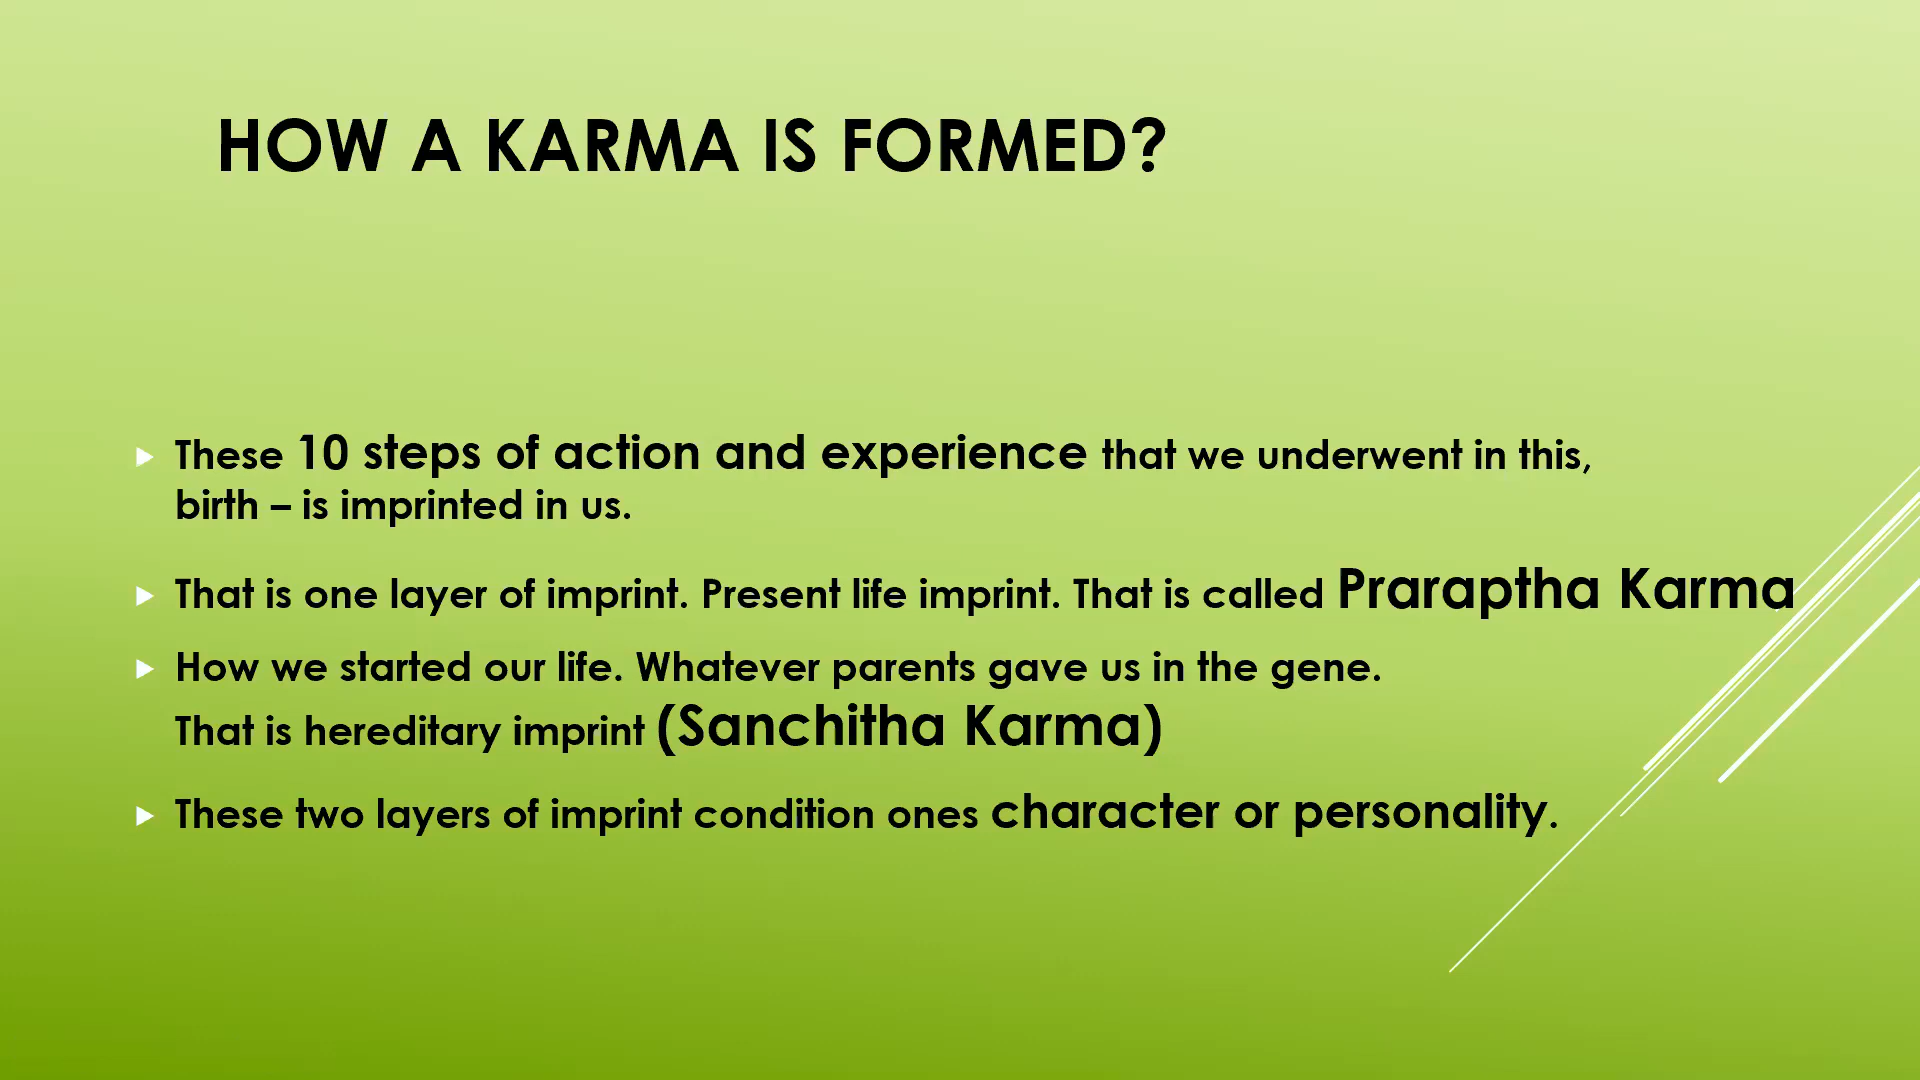 HOW A KARMA IS FORMED?
These 10 steps of action and experience that we underwent in this,
birth – is imprinted in us.
That is one layer of imprint. Present life imprint. That is called Praraptha Karma
How we started our life. Whatever parents gave us in the gene.
That is hereditary imprint (Sanchitha Karma)
These two layers of imprint condition ones character or personality.